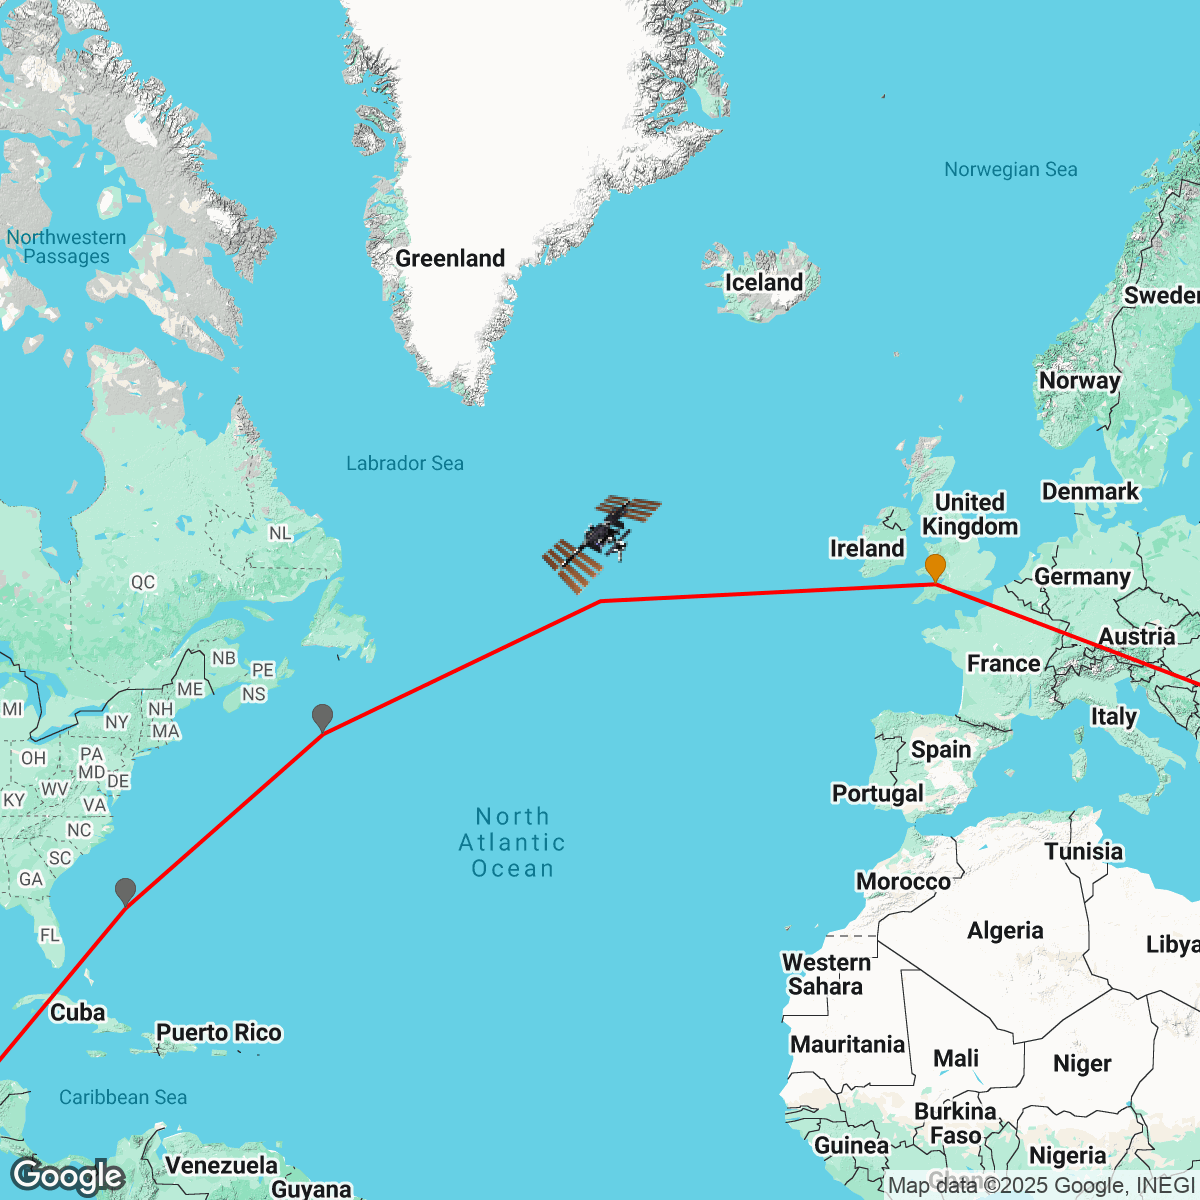 Norwegian Sea
Northwestern
Passages
Greenland
Iceland
Sweden
Norway
Labrador Sea
Denmark
United
Kingdom
Ireland
NL
QC
Germany
Austria
France
NB
PE
ME
NS
MI
NH
NY
MA
Italy
Spain
OH
PA
MD
DE
WV
KY
VA
Portugal
NC
North
Atlantic
Ocean
SC
GA
Tunisia
Morocco
FL
Algeria
Libya
Western
Sahara
Cuba
Puerto Rico
Mauritania
Mali
Niger
Caribbean Sea
Burkina
Faso
Guinea
Nigeria
Venezuela
Guyana
Ghana
Google
Map data ©2025 Google, INEGI